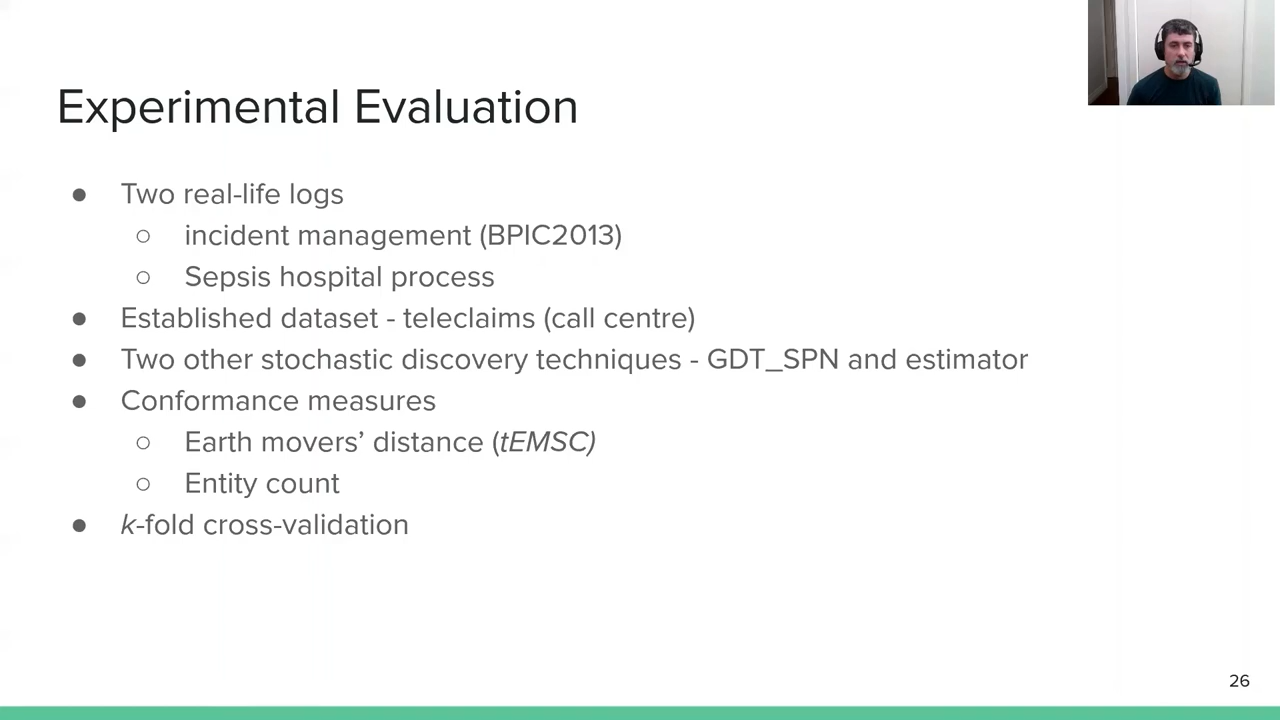 Experimental Evaluation
● Two real-life logs
○ incident management (BPIC2013)
○ Sepsis hospital process
● Established dataset - teleclaims (call centre)
● Two other stochastic discovery techniques - GDT_SPN and estimator
● Conformance measures
○ Earth movers’ distance (tEMSC)
○ Entity count
● k-fold cross-validation
26